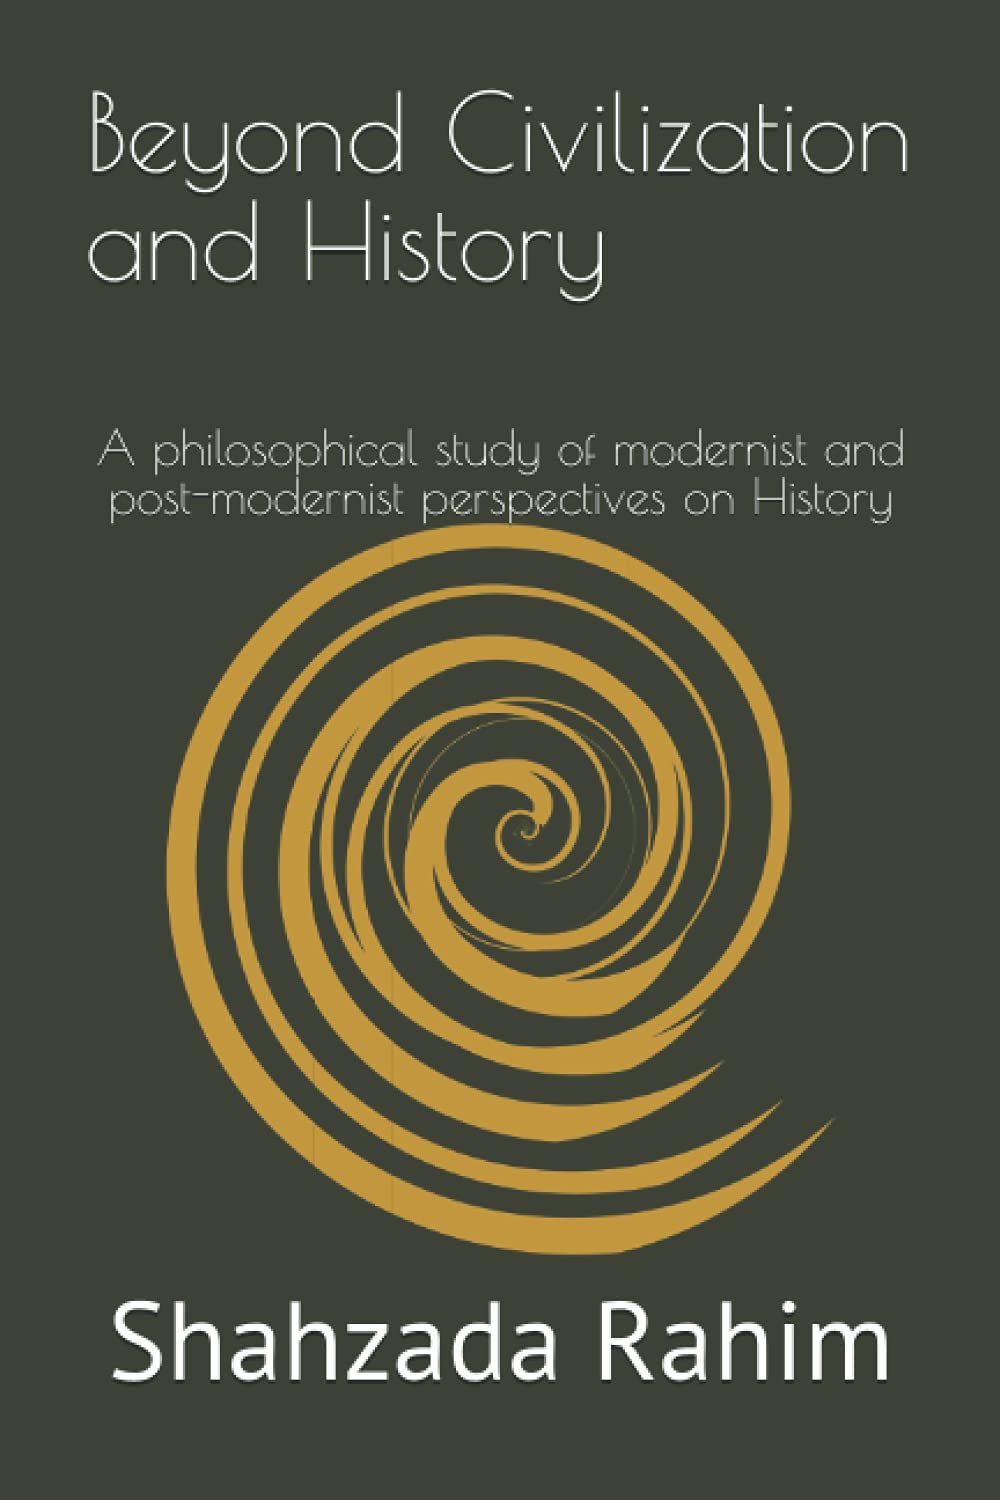 Beyond Civilization
and History
A philosophical study of modernist and
post-modernist perspectives on History
Shahzada Rahim